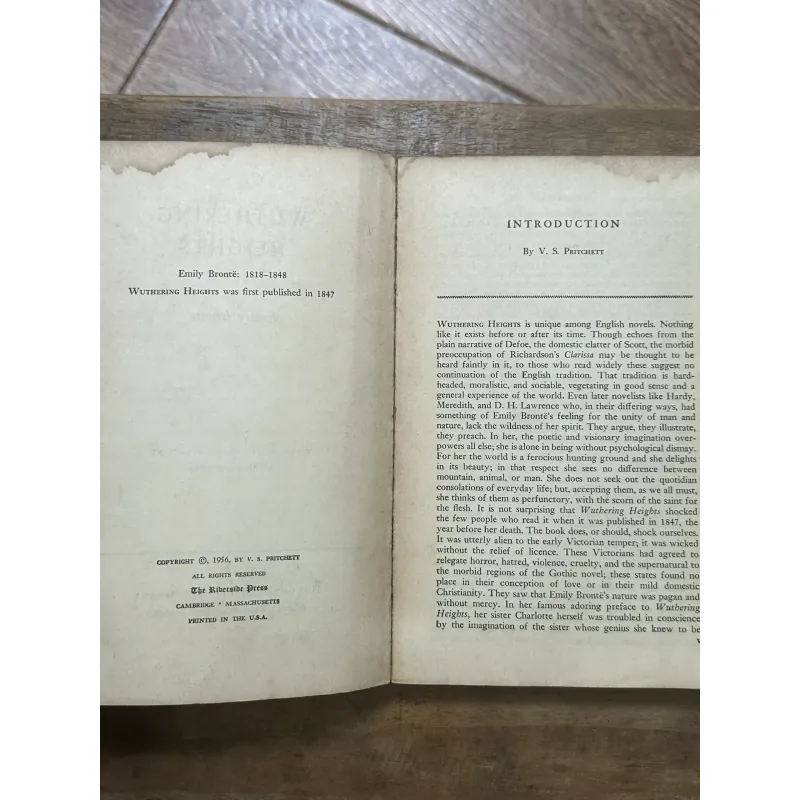 Emily Brontë: 1818–1848
WUTHERING HEIGHTS was first published in 1847
COPYRIGHT ©, 1956, BY V. S. PRITCHETT
ALL RIGHTS RESERVED
The Riverside Press
CAMBRIDGE · MASSACHUSETTS
PRINTED IN THE U.S.A.
INTRODUCTION
By V. S. PRITCHETT
WUTHERING HEIGHTS is unique among English novels. Nothing
like it exists before or after its time. Though echoes from the
plain narrative of Defoe, the domestic clatter of Scott, the morbid
preoccupation of Richardson's Clarissa may be thought to be
heard faintly in it, to those who read widely these suggest no
continuation of the English tradition. That tradition is hard-
headed, moralistic, and sociable, vegetating in good sense and a
general experience of the world. Even later novelists like Hardy,
Meredith, and D. H. Lawrence who, in their differing ways, had
something of Emily Brontë's feeling for the unity of man and
nature, lack the wildness of her spirit. They argue, they illustrate,
they preach. In her, the poetic and visionary imagination over-
powers all else; she is alone in being without psychological dismay.
For her the world is a ferocious hunting ground and she delights
in its beauty; in that respect she sees no difference between
mountain, animal, or man. She does not seek out the quotidian
consolations of everyday life; but, accepting them, as we all must,
she thinks of them as perfunctory, with the scorn of the saint for
the flesh. It is not surprising that Wuthering Heights shocked
the few people who read it when it was published in 1847, the
year before her death. The book does, or should, shock ourselves.
It was utterly alien to the early Victorian temper; it was wicked
without the relief of licence. These Victorians had agreed to
relegate horror, hatred, violence, cruelty, and the supernatural to
the morbid regions of the Gothic novel; these states found no
place in their conception of love or in their mild domestic
Christianity. They saw that Emily Brontë's nature was pagan and
without mercy. In her famous adoring preface to Wuthering
Heights, her sister Charlotte herself was troubled in conscience
by the imagination of the sister whose genius she knew to be